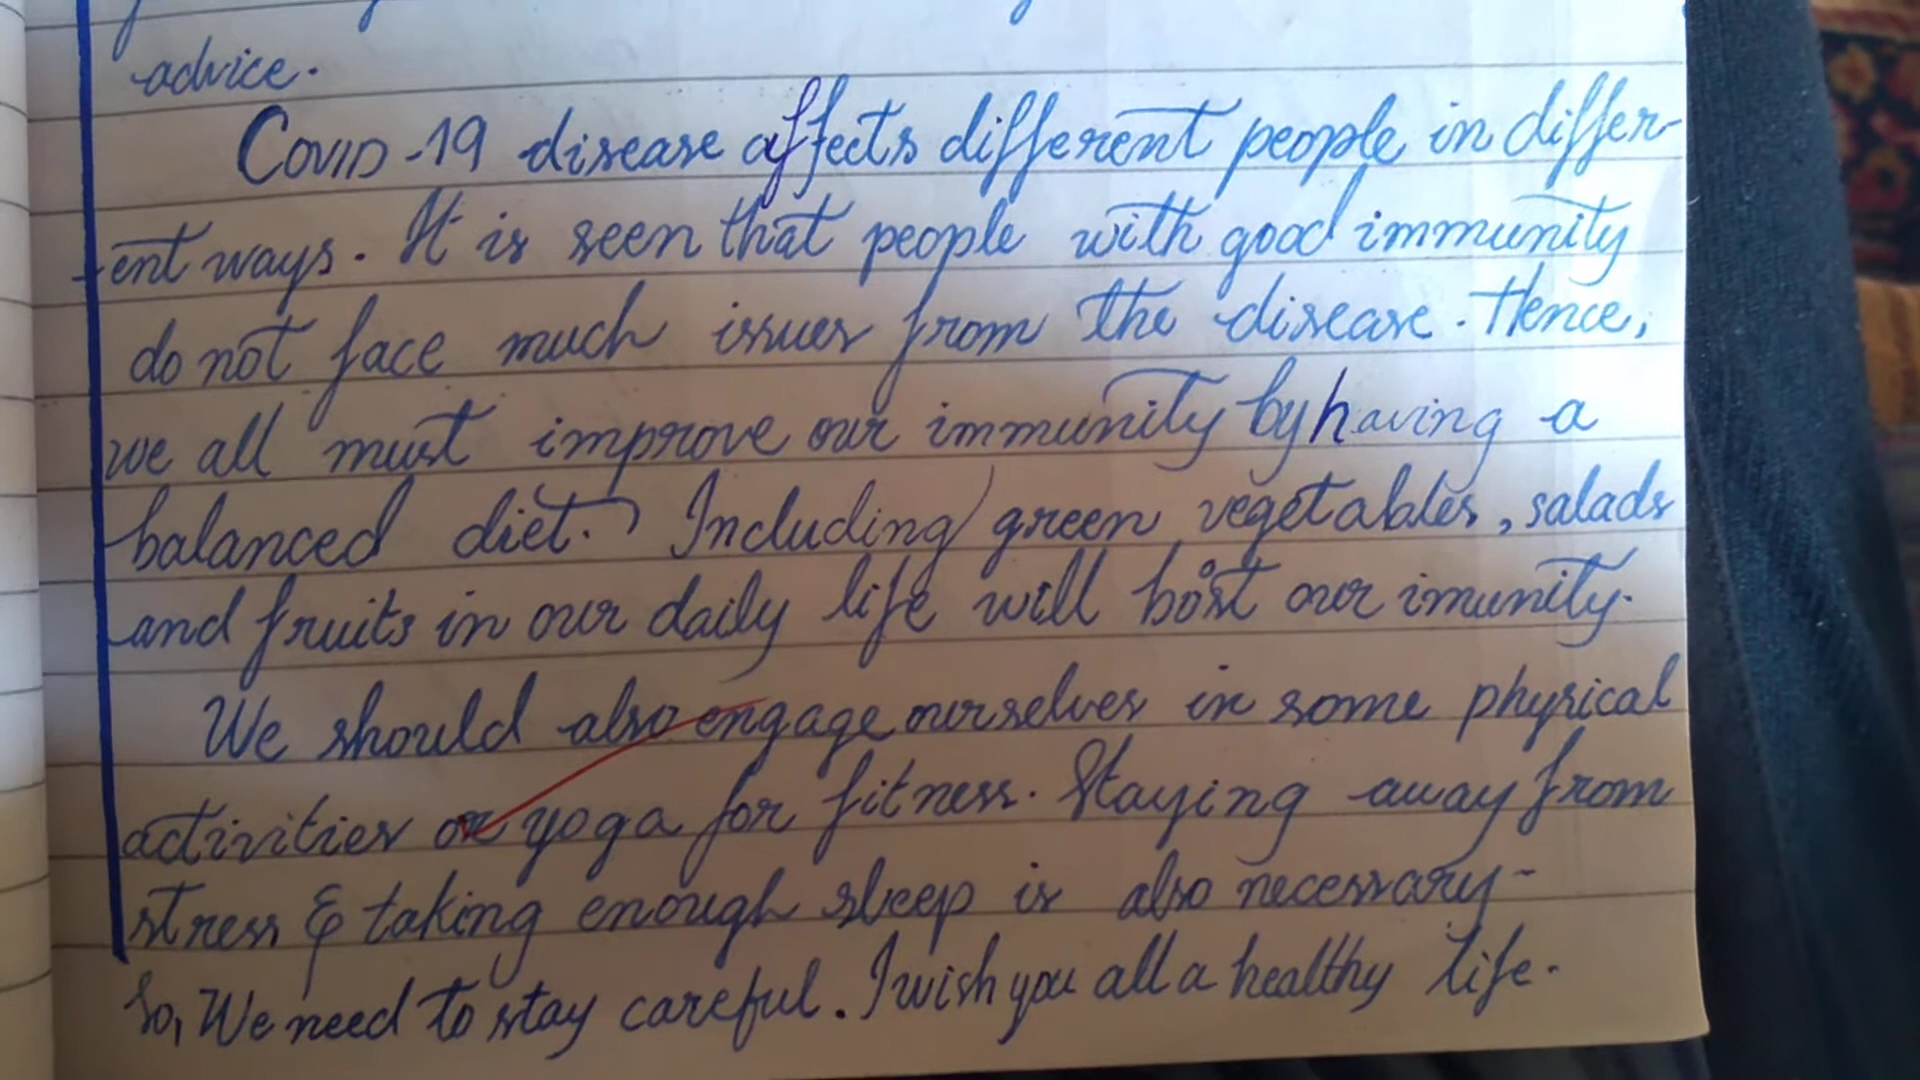 advice.
COVID-19 disease affects different people in differ-
-ent ways. It is seen that people with good immunity
do not face much issues from the disease. Hence,
we all must improve our immunity by having a
balanced diet. Including green vegetables, salads
and fruits in our daily life will bost our imunity.
We should also engage ourselves in some physical
activities or yoga for fitness. Staying away from
stress & taking enough sleep is also necessary-
So, We need to stay careful. I wish you all a healthy life.